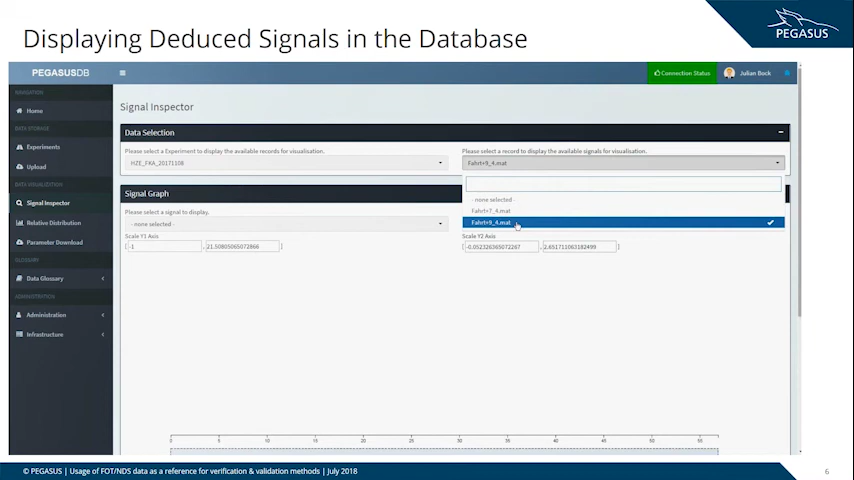 Displaying Deduced Signals in the Database
PEGASUS
PEGASUSDB
Connection Status
Julian Bock
NAVIGATION
Home
DATA STORAGE
Experiments
Upload
DATA VISUALIZATION
Signal Inspector
Relative Distribution
Parameter Download
GLOSSARY
Data Glossary
ADMINISTRATION
Administration
Infrastructure
Signal Inspector
Data Selection
Please select a Experiment to display the available records for visualisation.
HZE_FKA_20171108
Please select a record to display the available signals for visualisation.
Fahrt+9_4.mat
- none selected -
Fahrt+7_4.mat
Fahrt+9_4.mat
Signal Graph
Please select a signal to display.
- none selected -
Scale Y1 Axis
[ -1 , 21.50805065072866 ]
Scale Y2 Axis
[ -0.052326365072267 , 2.651711063182499 ]
0 5 10 15 20 25 30 35 40 45 50 55
© PEGASUS | Usage of FOT/NDS data as a reference for verification & validation methods | July 2018
6